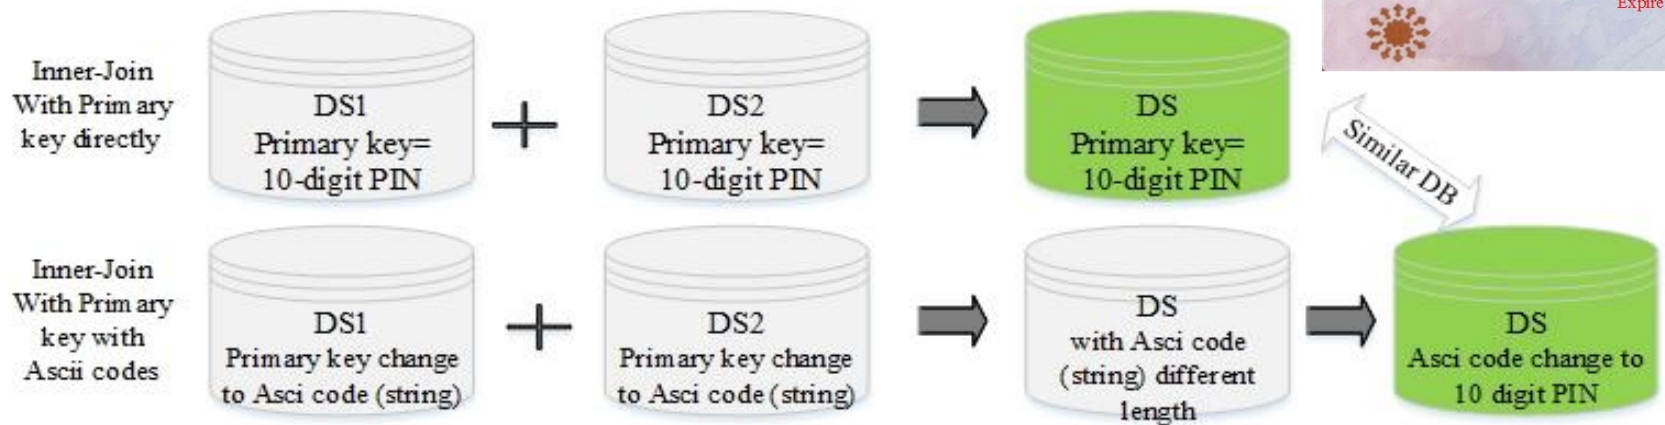 Expire
Inner-Join
With Primary
key directly
DS1
Primary key=
10-digit PIN
+
DS2
Primary key=
10-digit PIN
DS
Primary key=
10-digit PIN
Similar DB
Inner-Join
With Primary
key with
Ascii codes
DS1
Primary key change
to Asci code (string)
+
DS2
Primary key change
to Asci code (string)
DS
with Asci code
(string) different
length
DS
Asci code change to
10 digit PIN